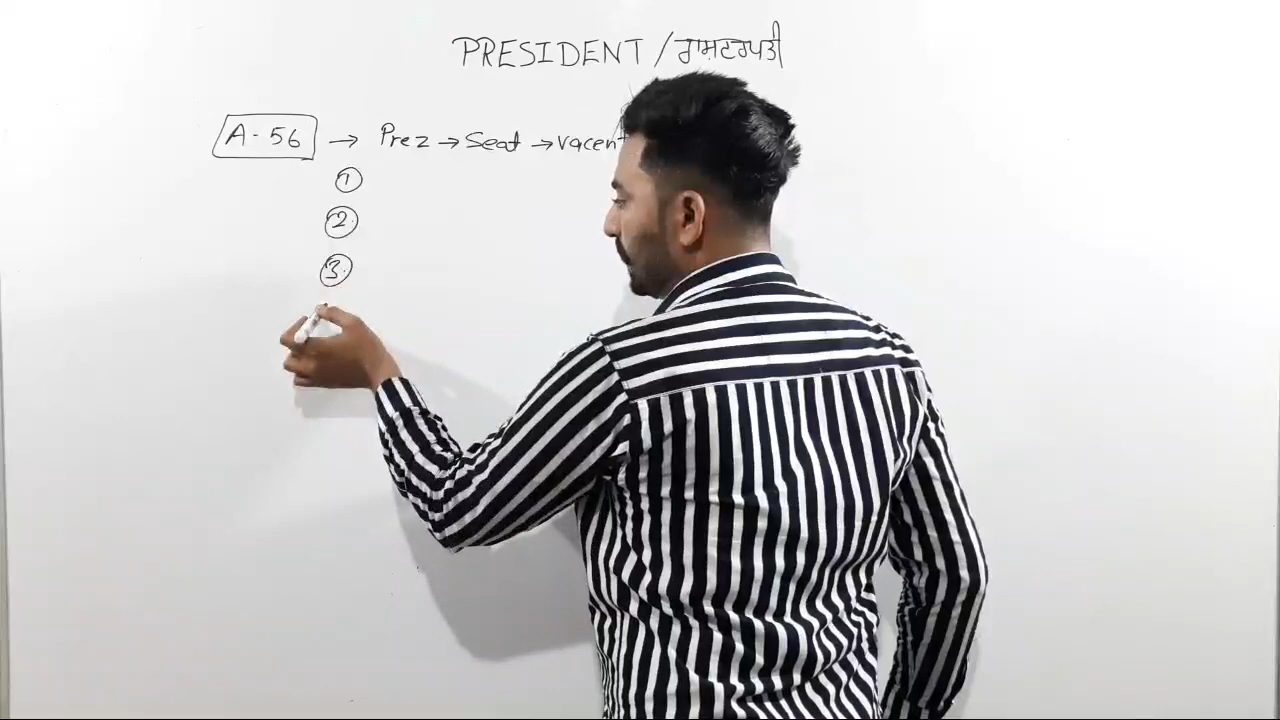 PRESIDENT / ਰਾਸ਼ਟਰਪਤੀ
A-56 → Prez → Seat → vacent
①
②
③